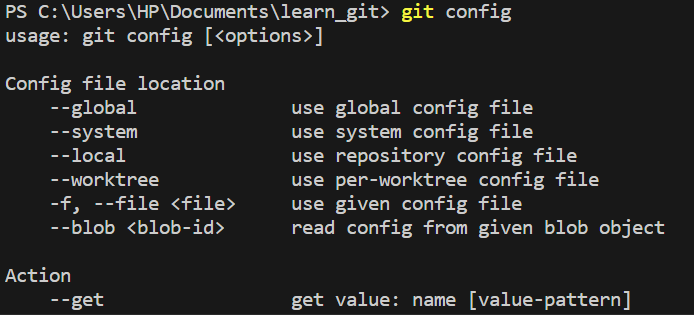 PS C:\Users\HP\Documents\learn_git> git config
usage: git config [<options>]
Config file location
--global use global config file
--system use system config file
--local use repository config file
--worktree use per-worktree config file
-f, --file <file> use given config file
--blob <blob-id> read config from given blob object
Action
--get get value: name [value-pattern]